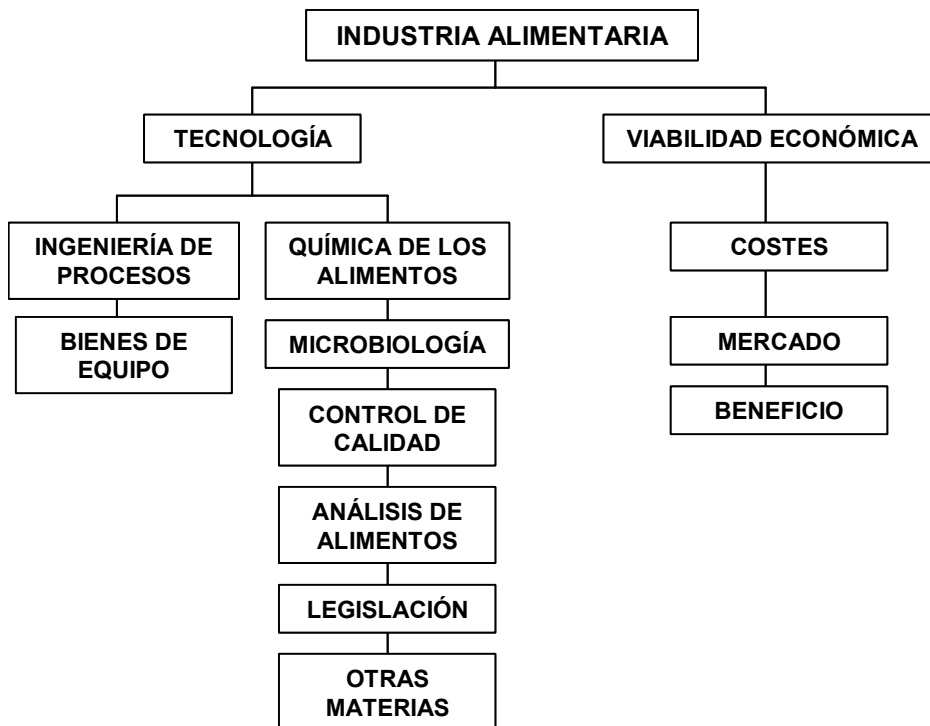 INDUSTRIA ALIMENTARIA
TECNOLOGÍA
VIABILIDAD ECONÓMICA
INGENIERÍA DE
PROCESOS
QUÍMICA DE LOS
ALIMENTOS
COSTES
BIENES DE
EQUIPO
MICROBIOLOGÍA
MERCADO
CONTROL DE
CALIDAD
BENEFICIO
ANÁLISIS DE
ALIMENTOS
LEGISLACIÓN
OTRAS
MATERIAS